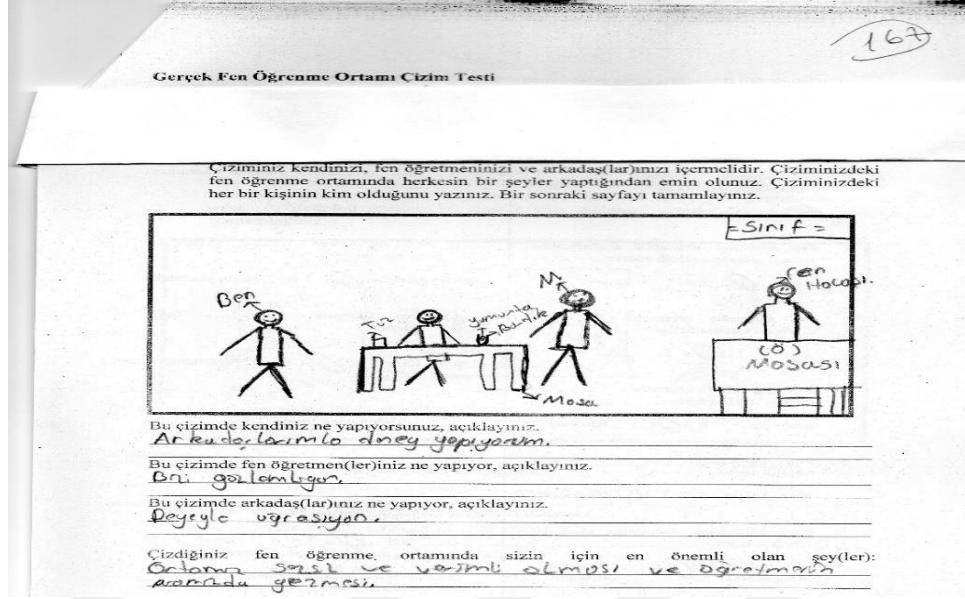 167
Gerçek Fen Öğrenme Ortamı Çizim Testi
Çiziminiz kendinizi, fen öğretmeninizi ve arkadaş(lar)ınızı içermelidir. Çiziminizdeki
fen öğrenme ortamında herkesin bir şeyler yaptığından emin olunuz. Çiziminizdeki
her bir kişinin kim olduğunu yazınız. Bir sonraki sayfayı tamamlayınız.
=Sınıf=
Ben
Tuz
yumurta
M
Fen
Hocası.
(Ö)
Masası
Masa
Bu çizimde kendiniz ne yapıyorsunuz, açıklayınız.
Arkadaşlarımla deney yapıyorum.
Bu çizimde fen öğretmen(ler)iniz ne yapıyor, açıklayınız.
Bizi gözlemliyor.
Bu çizimde arkadaş(lar)ınız ne yapıyor, açıklayınız.
Deneyle uğraşıyor.
Çizdiğiniz fen öğrenme ortamında sizin için en önemli olan şey(ler):
Ortamın sessiz ve verimli olması ve öğretmenin
gezmesi.